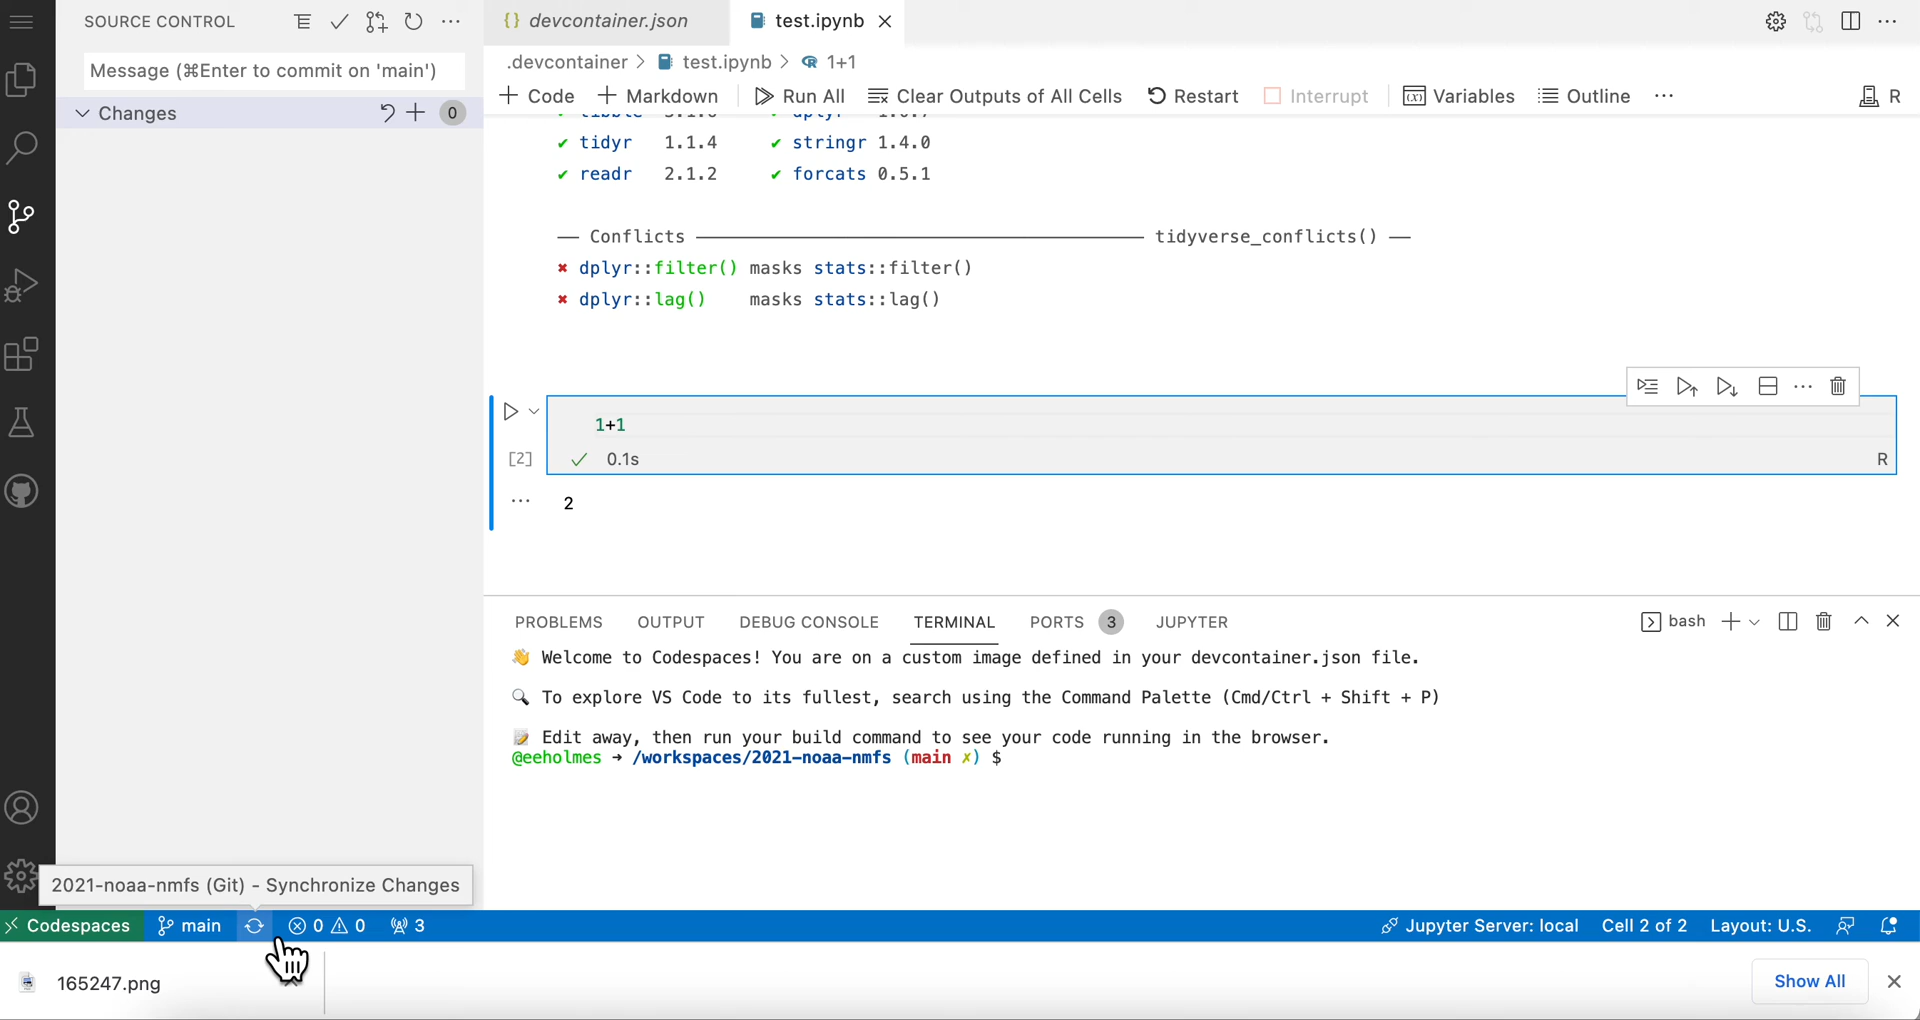 SOURCE CONTROL
Message (⌘Enter to commit on 'main')
Changes 0
{} devcontainer.json
test.ipynb
.devcontainer > test.ipynb > 1+1
+ Code + Markdown Run All Clear Outputs of All Cells Restart Interrupt Variables Outline ... R
✔ tidyr 1.1.4 ✔ stringr 1.4.0
✔ readr 2.1.2 ✔ forcats 0.5.1
── Conflicts ── tidyverse_conflicts() ──
✖ dplyr::filter() masks stats::filter()
✖ dplyr::lag() masks stats::lag()
1+1
[2] ✓ 0.1s R
... 2
PROBLEMS OUTPUT DEBUG CONSOLE TERMINAL PORTS 3 JUPYTER bash
👋 Welcome to Codespaces! You are on a custom image defined in your devcontainer.json file.
🔍 To explore VS Code to its fullest, search using the Command Palette (Cmd/Ctrl + Shift + P)
📝 Edit away, then run your build command to see your code running in the browser.
@eeholmes ➜ /workspaces/2021-noaa-nmfs (main ✗) $
2021-noaa-nmfs (Git) - Synchronize Changes
Codespaces main 0 0 3 Jupyter Server: local Cell 2 of 2 Layout: U.S.
165247.png Show All